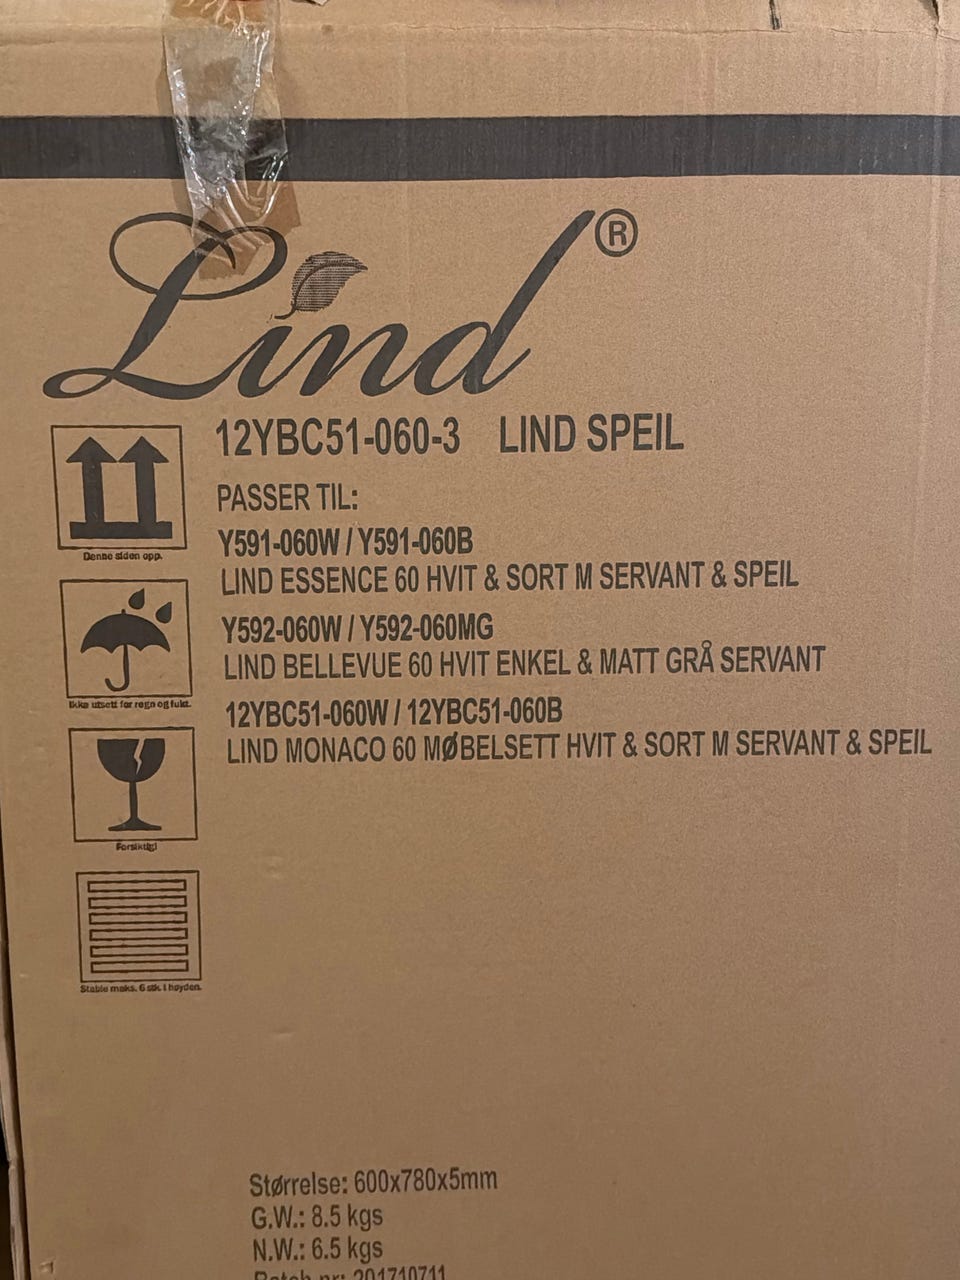 Lind®
12YBC51-060-3 LIND SPEIL
PASSER TIL:
Y591-060W / Y591-060B
LIND ESSENCE 60 HVIT & SORT M SERVANT & SPEIL
Y592-060W / Y592-060MG
LIND BELLEVUE 60 HVIT ENKEL & MATT GRÅ SERVANT
12YBC51-060W / 12YBC51-060B
LIND MONACO 60 MØBELSETT HVIT & SORT M SERVANT & SPEIL
Denne siden opp.
Ikke utsett for regn og fukt.
Forsiktig!
Stable maks. 6 stk. i høyden.
Størrelse: 600x780x5mm
G.W.: 8.5 kgs
N.W.: 6.5 kgs
Batch nr: 201710711